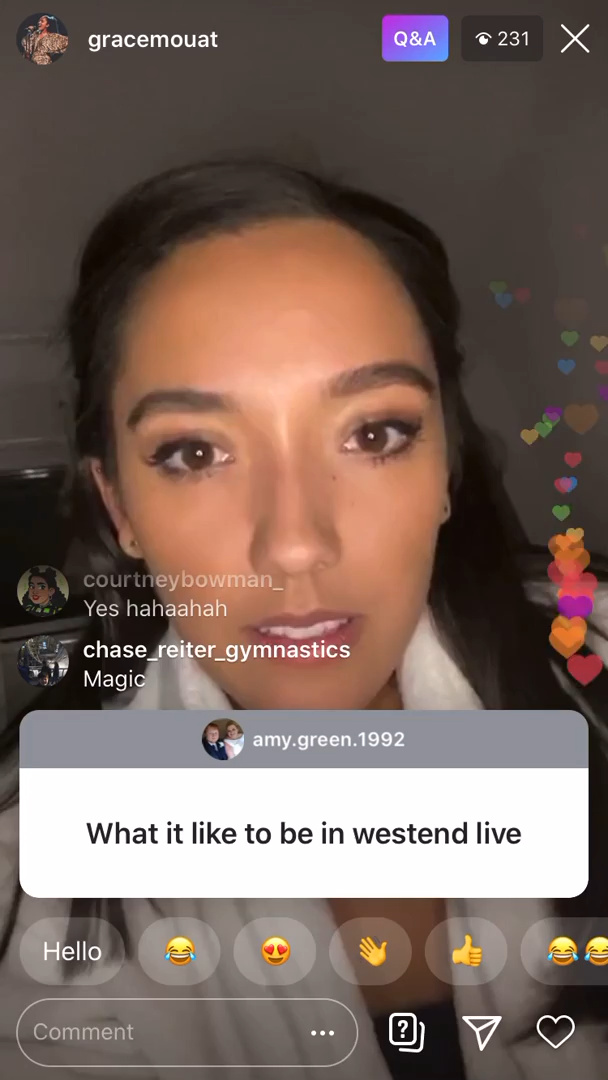 gracemouat
Q&A
231
courtneybowman_
Yes hahaahah
chase_reiter_gymnastics
Magic
amy.green.1992
What it like to be in westend live
Hello
Comment